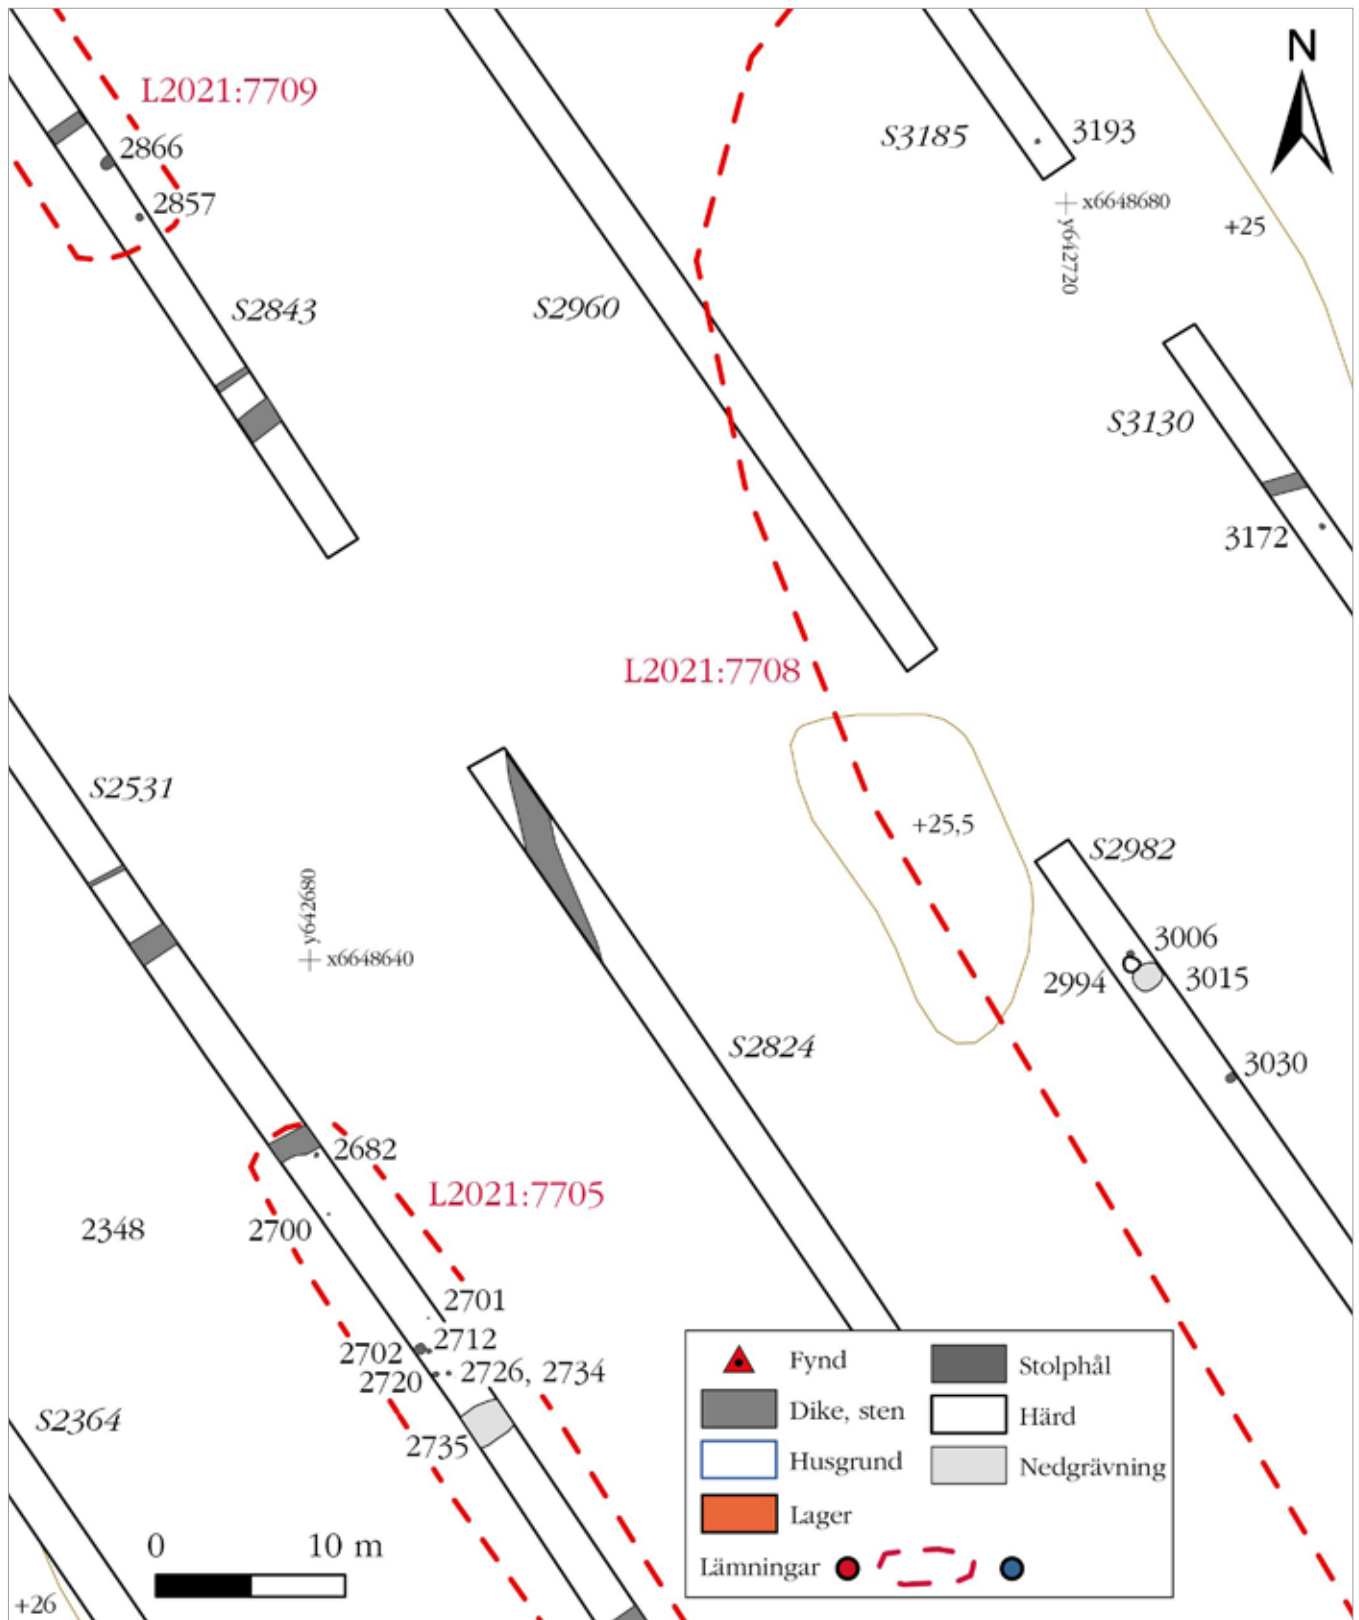 N
L2021:7709
S3185
3193
2866
x6648680
2857
+25
y642720
S2843
S2960
S3130
3172
L2021:7708
S2531
+25,5
S2982
y642680
3006
x6648640
2994
3015
S2824
3030
2682
L2021:7705
2348
2700
2701
2702
2712
2720
2726, 2734
S2364
2735
Fynd
Stolphål
Dike, sten
Härd
Husgrund
Nedgrävning
Lager
Lämningar
0
10 m
+26